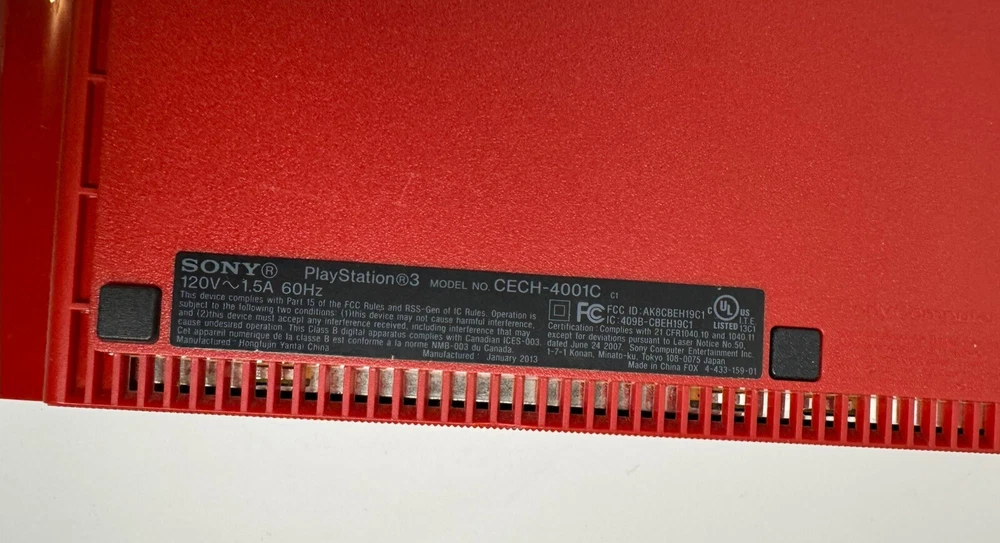 SONY® PlayStation®3 MODEL NO. CECH-4001C C1
120V～1.5A 60Hz
This device complies with Part 15 of the FCC Rules and RSS-Gen of IC Rules. Operation is
subject to the following two conditions: (1)this device may not cause harmful interference,
and (2)this device must accept any interference received, including interference that may
cause undesired operation. This Class B digital apparatus complies with Canadian ICES-003.
Cet appareil numérique de la classe B est conforme à la norme NMB-003 du Canada.
Manufactured : Hongfujin Yantai China
Manufactured : January 2013
FC FCC ID : AK8CBEH19C1
IC : 409B-CBEH19C1
C UL US
LISTED 13C1
I.T.E.
Certification : Complies with 21 CFR1040.10 and 1040.11
except for deviations pursuant to Laser Notice No.50,
dated June 24 2007. Sony Computer Entertainment Inc.
1-7-1 Konan, Minato-ku, Tokyo 108-0075 Japan
Made in China FOX 4-433-159-01